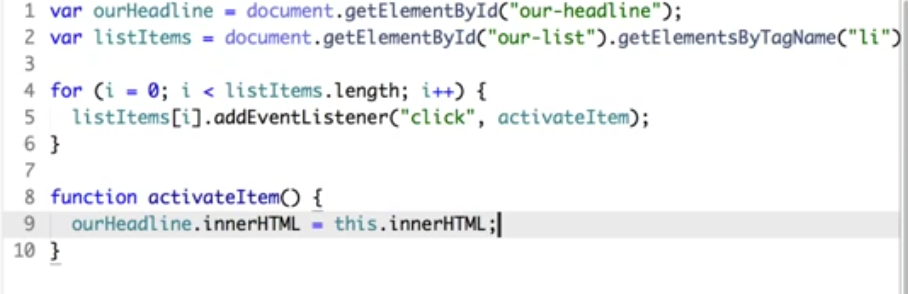 1 var ourHeadline = document.getElementById("our-headline");
2 var listItems = document.getElementById("our-list").getElementsByTagName("li")
3
4 for (i = 0; i < listItems.length; i++) {
5   listItems[i].addEventListener("click", activateItem);
6 }
7
8 function activateItem() {
9   ourHeadline.innerHTML = this.innerHTML;
10 }